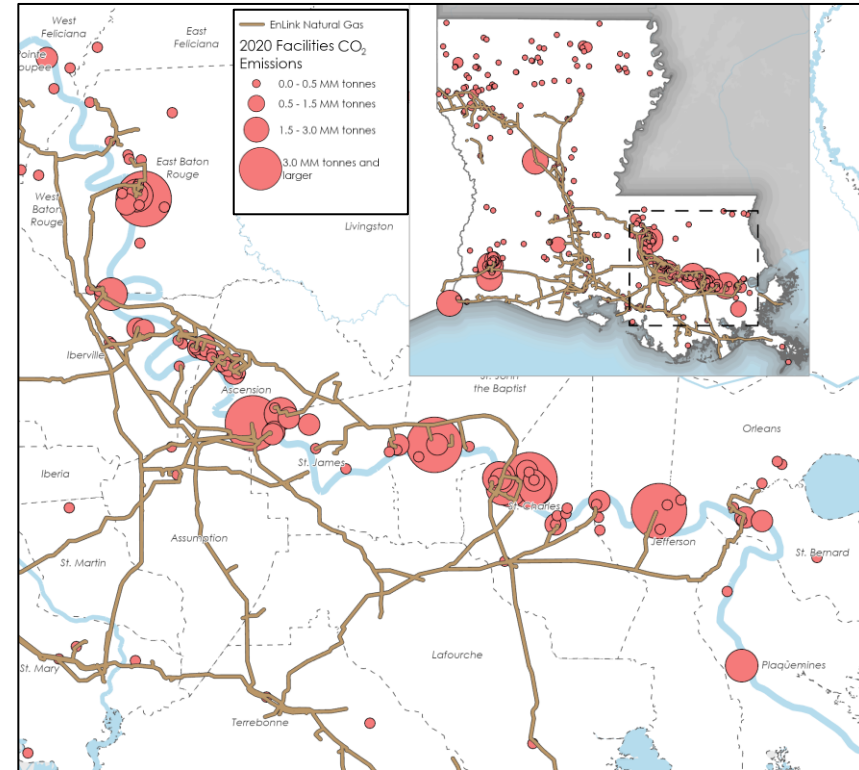 West
Feliciana
East
Feliciana
Pointe
Coupee
EnLink Natural Gas
2020 Facilities CO2
Emissions
0.0 - 0.5 MM tonnes
0.5 - 1.5 MM tonnes
1.5 - 3.0 MM tonnes
3.0 MM tonnes and
larger
East Baton
Rouge
West
Baton
Rouge
Livingston
Iberville
Ascension
St. John
the Baptist
Orleans
St. James
Iberia
St. Charles
Assumption
Jefferson
St. Bernard
St. Martin
Lafourche
St. Mary
Plaquemines
Terrebonne